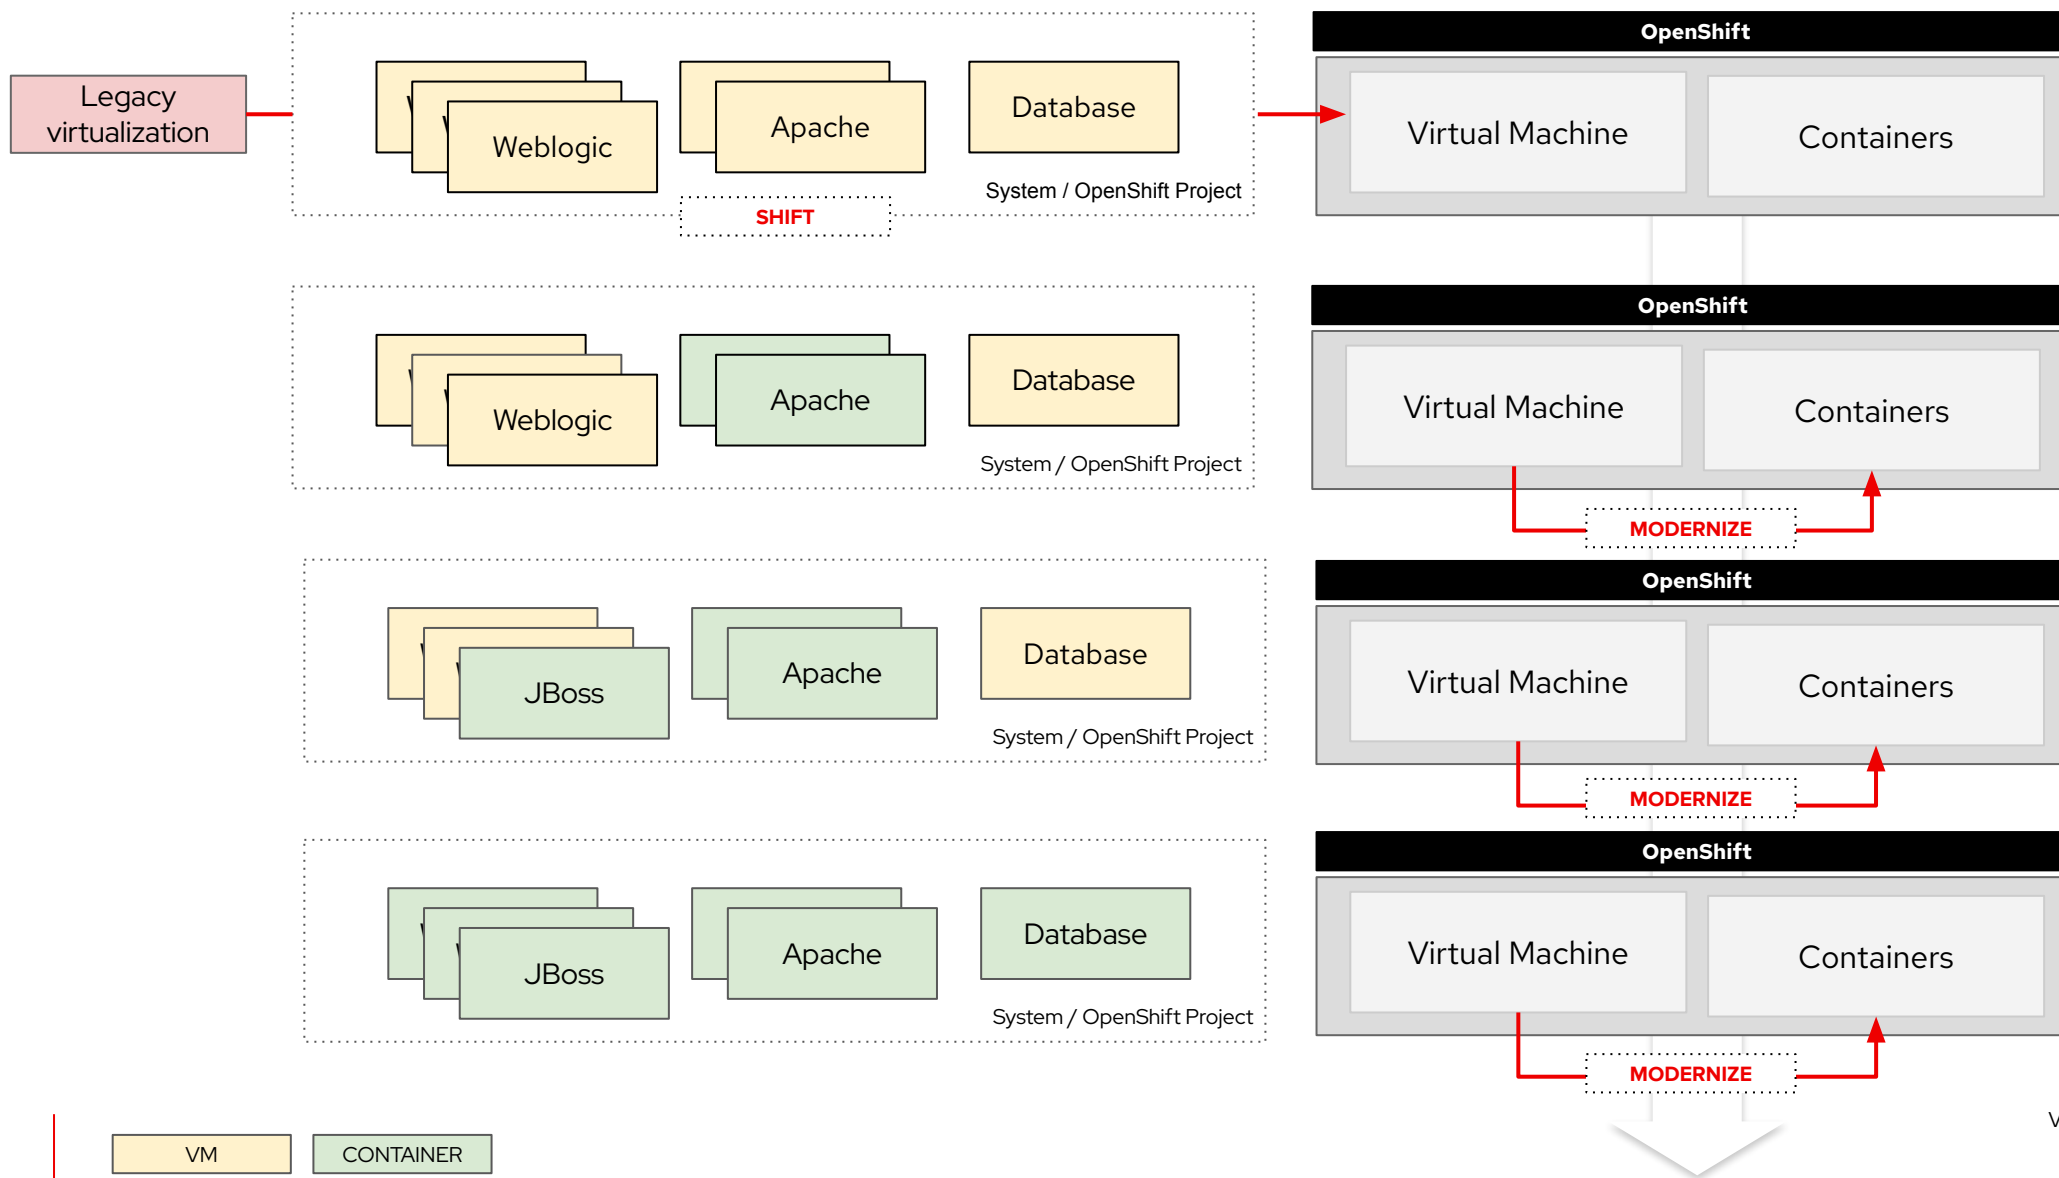 OpenShift
Legacy
virtualization
Weblogic
Apache
Database
System / OpenShift Project
SHIFT
Virtual Machine
Containers
OpenShift
Weblogic
Apache
Database
System / OpenShift Project
Virtual Machine
Containers
MODERNIZE
OpenShift
JBoss
Apache
Database
System / OpenShift Project
Virtual Machine
Containers
MODERNIZE
OpenShift
JBoss
Apache
Database
System / OpenShift Project
Virtual Machine
Containers
MODERNIZE
VM
CONTAINER